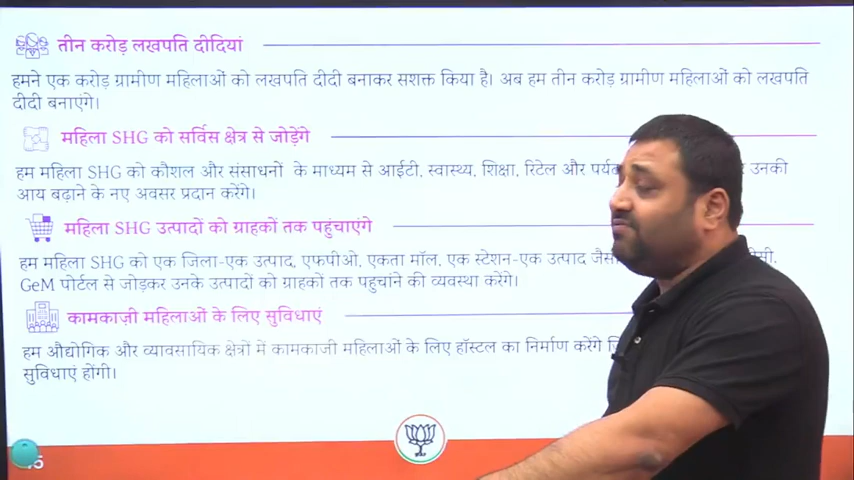 तीन करोड़ लखपति दीदियां
हमने एक करोड़ ग्रामीण महिलाओं को लखपति दीदी बनाकर सशक्त किया है। अब हम तीन करोड़ ग्रामीण महिलाओं को लखपति
दीदी बनाएंगे।
महिला SHG को सर्विस क्षेत्र से जोड़ेंगे
हम महिला SHG को कौशल और संसाधनों के माध्यम से आईटी, स्वास्थ्य, शिक्षा, रिटेल और उनकी
आय बढ़ाने के नए अवसर प्रदान करेंगे।
महिला SHG उत्पादों को ग्राहकों तक पहुंचाएंगे
हम महिला SHG को एक जिला-एक उत्पाद, एफपीओ, एकता मॉल, एक स्टेशन-एक उत्पाद
GeM पोर्टल से जोड़कर उनके उत्पादों को ग्राहकों तक पहुचांने की व्यवस्था करेंगे।
कामकाज़ी महिलाओं के लिए सुविधाएं
हम औद्योगिक और व्यावसायिक क्षेत्रों में कामकाजी महिलाओं के लिए हॉस्टल का निर्माण करेंगे
सुविधाएं होंगी।